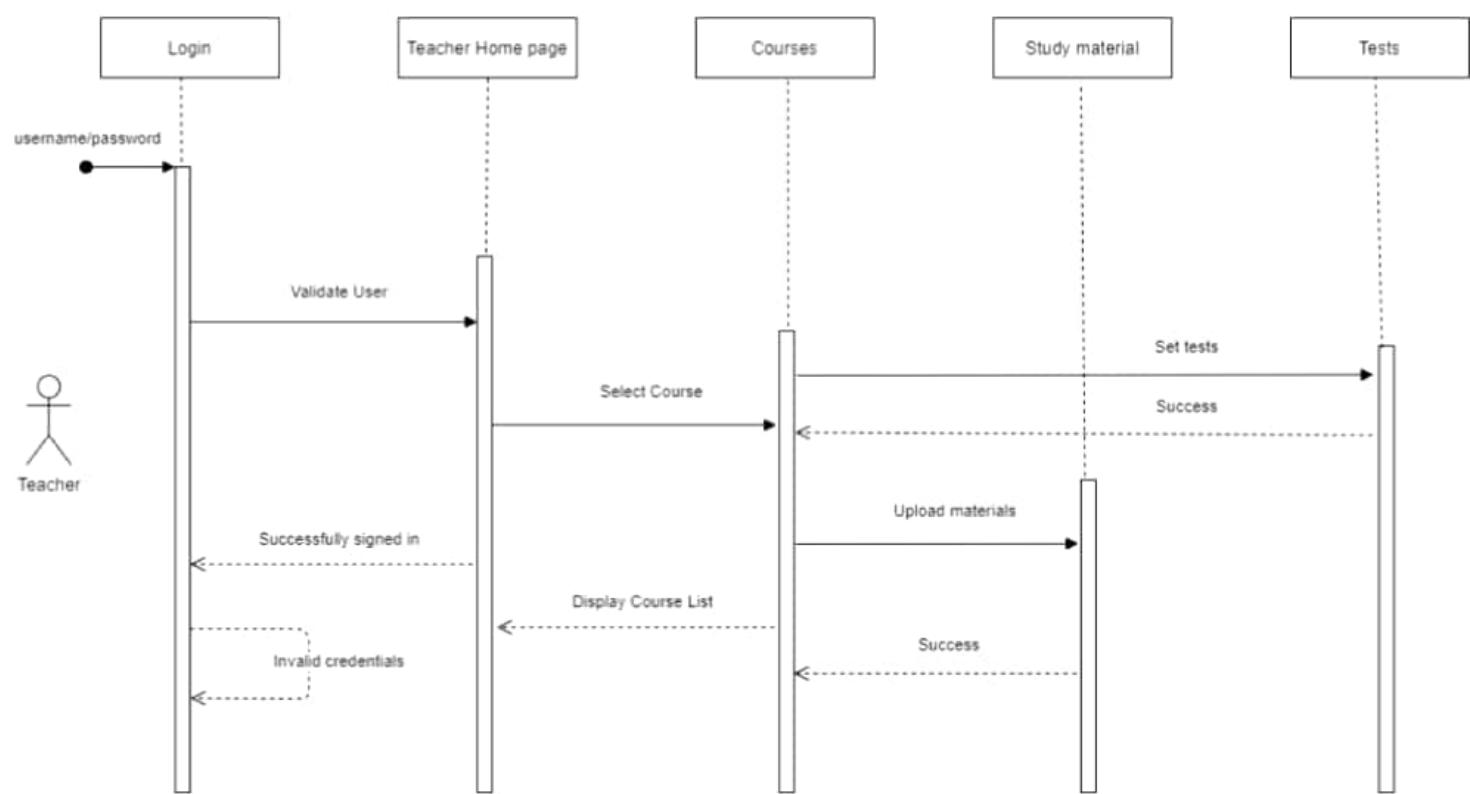 Login
Teacher Home page
Courses
Study material
Tests
username/password
Validate User
Set tests
Select Course
Success
Teacher
Upload materials
Successfully signed in
Display Course List
Success
Invalid credentials